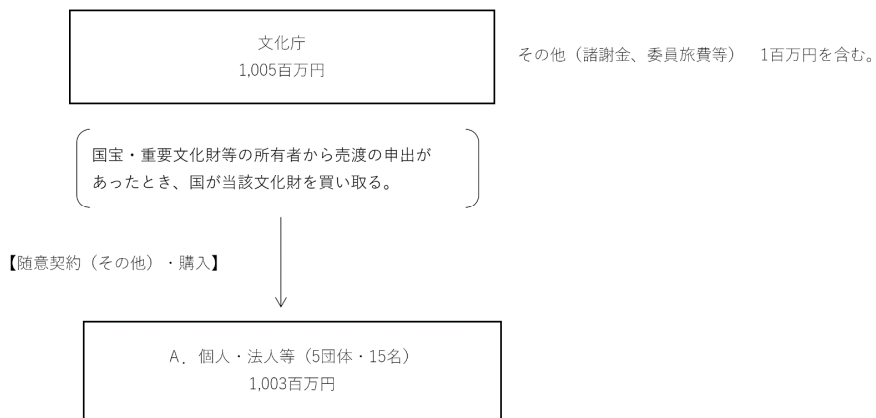 文化庁
1,005百万円
その他（諸謝金、委員旅費等）　1百万円を含む。
国宝・重要文化財等の所有者から売渡の申出が
あったとき、国が当該文化財を買い取る。
【随意契約（その他）・購入】
A．個人・法人等（5団体・15名）
1,003百万円